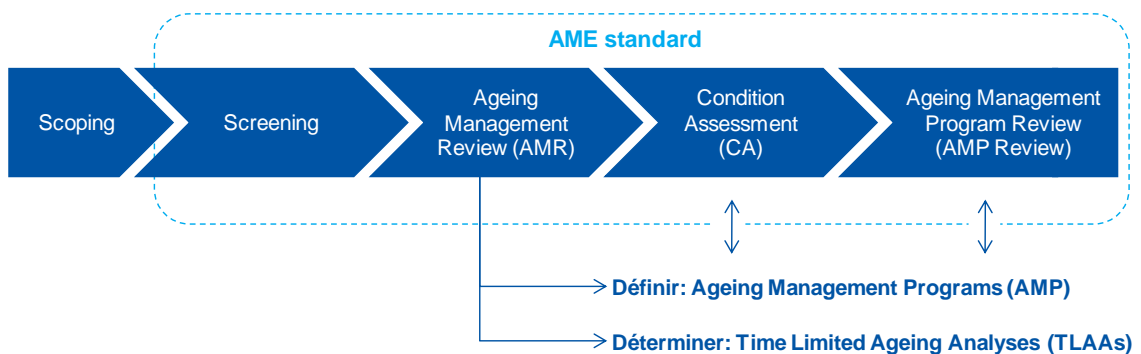 AME standard
Scoping
Screening
Ageing
Management
Review (AMR)
Condition
Assessment
(CA)
Ageing Management
Program Review
(AMP Review)
Définir: Ageing Management Programs (AMP)
Déterminer: Time Limited Ageing Analyses (TLAAs)